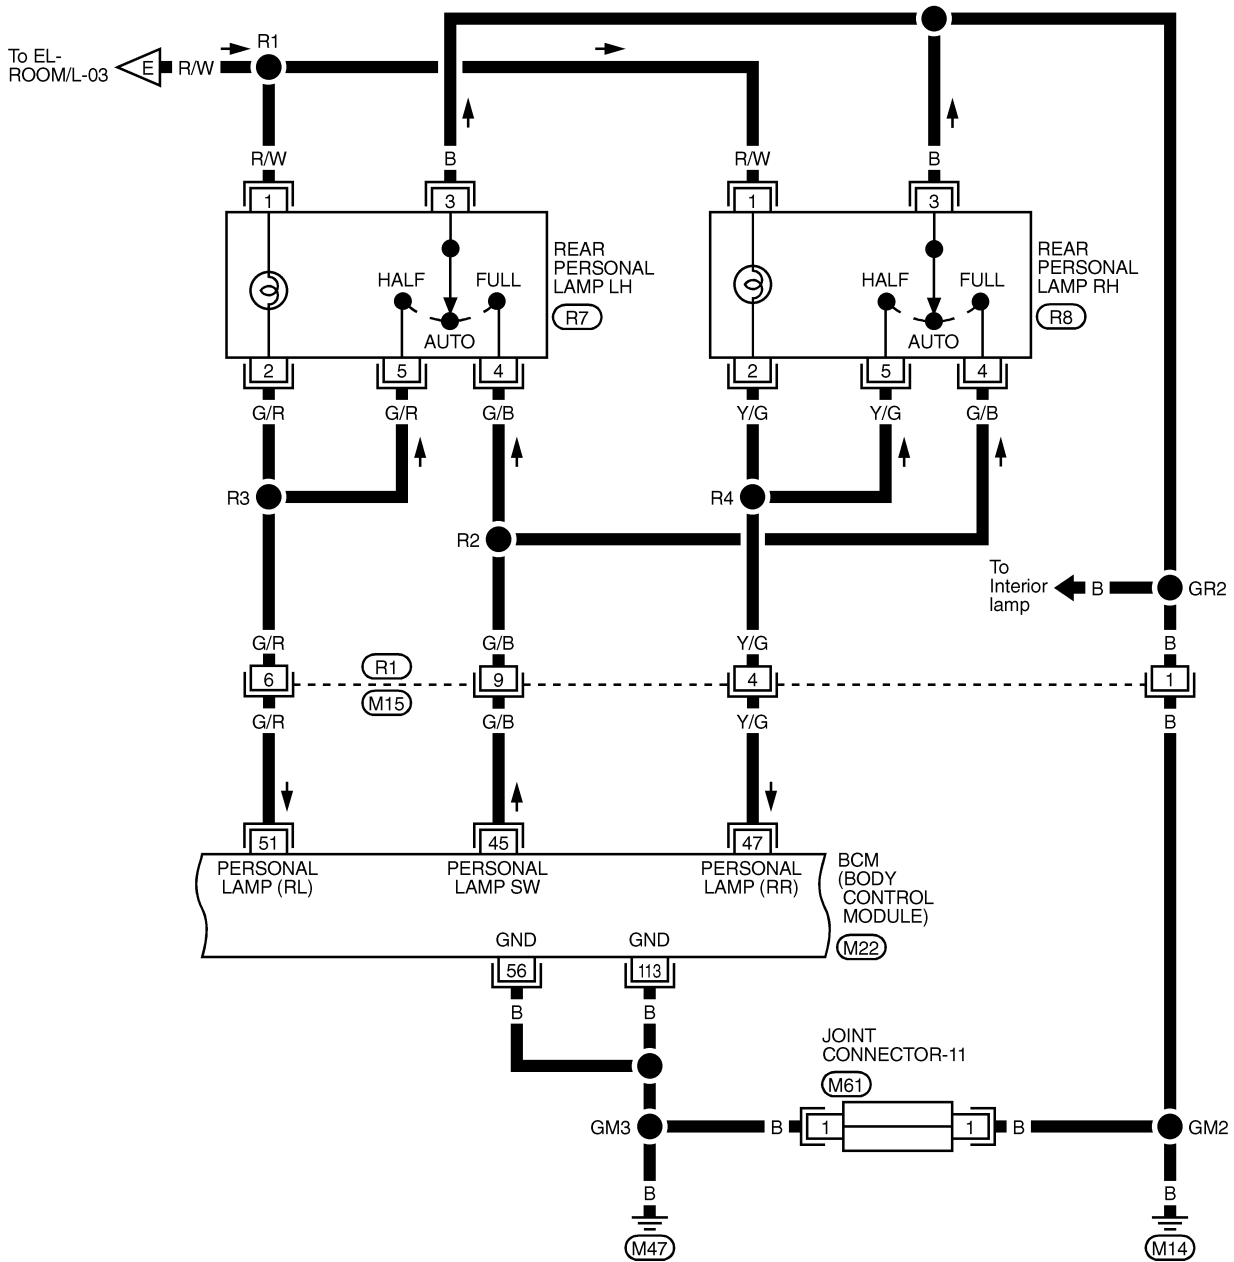 R1
To EL-
ROOM/L-03
E
R/W
R/W
B
R/W
B
1
3
1
3
REAR
PERSONAL
LAMP LH
R7
HALF
FULL
AUTO
REAR
PERSONAL
LAMP RH
R8
HALF
FULL
AUTO
2
5
4
2
5
4
G/R
G/R
G/B
Y/G
Y/G
G/B
R3
R4
R2
To
Interior
lamp
B
GR2
G/R
G/B
Y/G
B
6
R1
M15
9
4
1
G/R
G/B
Y/G
B
51
45
47
PERSONAL
LAMP (RL)
PERSONAL
LAMP SW
PERSONAL
LAMP (RR)
BCM
(BODY
CONTROL
MODULE)
M22
GND
GND
56
113
B
B
JOINT
CONNECTOR-11
M61
GM3
B
1
1
B
GM2
B
B
M47
M14